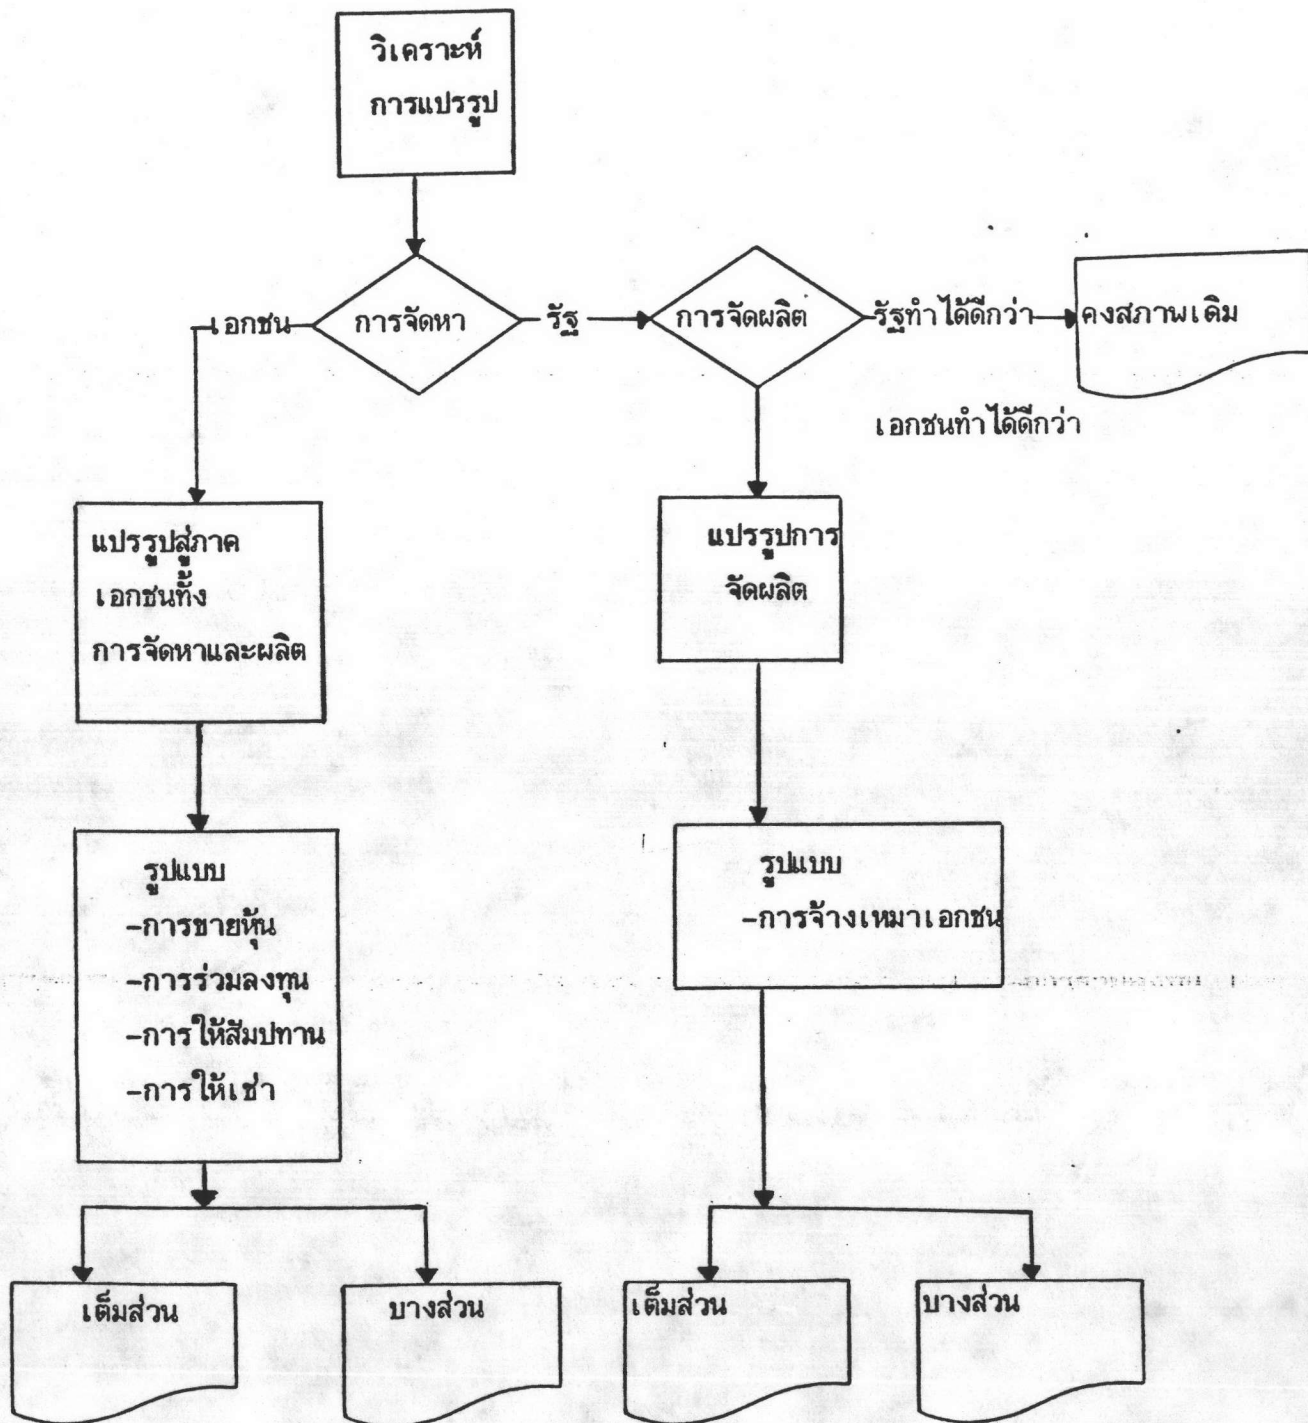 วิเคราะห์
การแปรรูป
เอกชน
การจัดหา
รัฐ
การจัดผลิต
รัฐทำได้ดีกว่า
คงสภาพเดิม
เอกชนทำได้ดีกว่า
แปรรูปสู่ภาค
เอกชนทั้ง
การจัดหาและผลิต
แปรรูปการ
จัดผลิต
รูปแบบ
-การขายหุ้น
-การร่วมลงทุน
-การให้สัมปทาน
-การให้เช่า
รูปแบบ
-การจ้างเหมาเอกชน
เต็มส่วน
บางส่วน
เต็มส่วน
บางส่วน